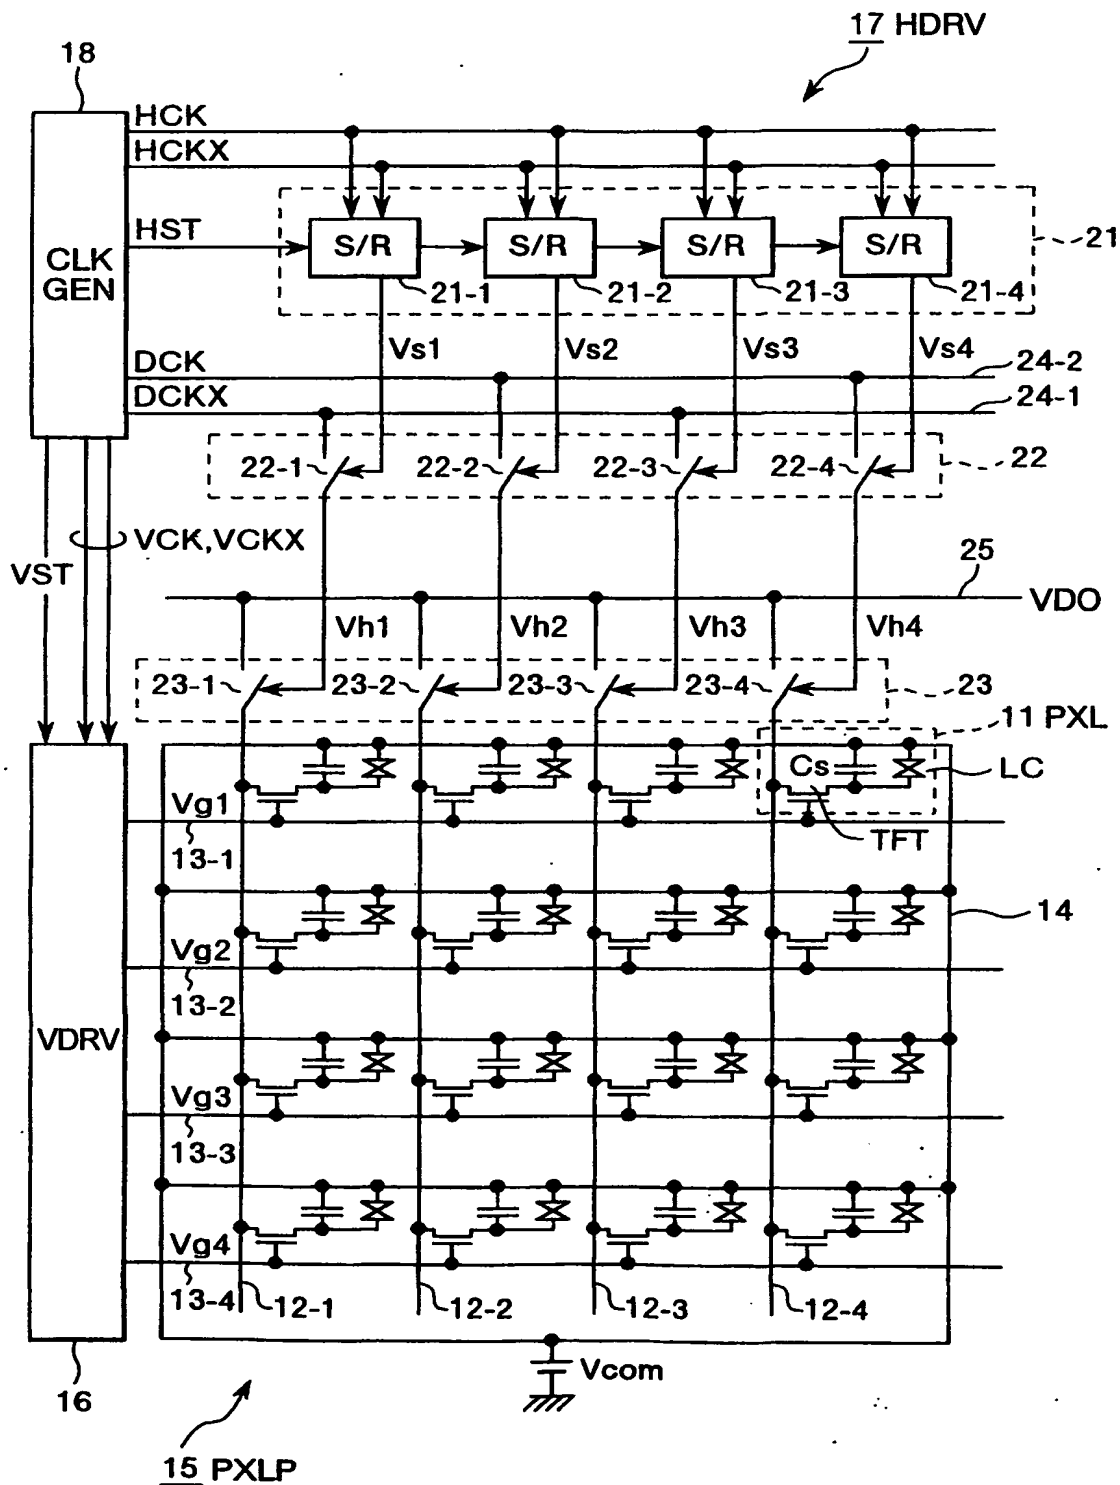 17 HDRV
18
HCK
HCKX
HST
S/R S/R S/R S/R
21
CLK
GEN
21-1 21-2 21-3 21-4
Vs1 Vs2 Vs3 Vs4
DCK
24-2
DCKX
24-1
22-1 22-2 22-3 22-4 22
VCK,VCKX
VST
25
VDO
Vh1 Vh2 Vh3 Vh4
23-1 23-2 23-3 23-4 23
11 PXL
Cs
LC
Vg1
TFT
13-1
14
Vg2
13-2
VDRV
Vg3
13-3
Vg4
13-4
12-1 12-2 12-3 12-4
Vcom
16
15 PXLP